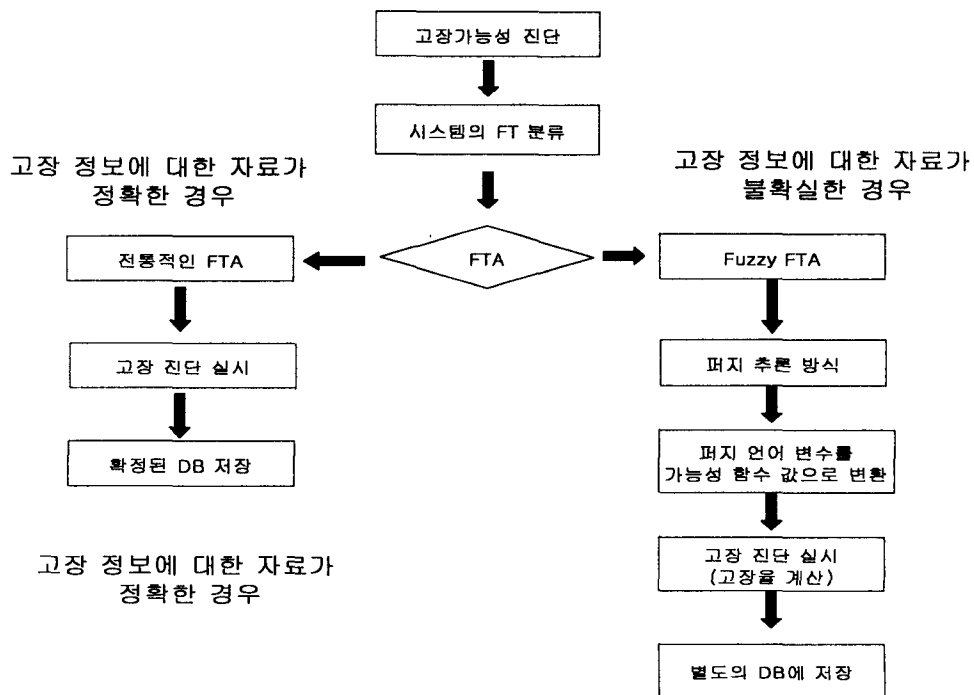 고장가능성 진단
시스템의 FT 분류
고장 정보에 대한 자료가
정확한 경우
고장 정보에 대한 자료가
불확실한 경우
전통적인 FTA
FTA
Fuzzy FTA
고장 진단 실시
퍼지 추론 방식
확정된 DB 저장
퍼지 언어 변수를
가능성 함수 값으로 변환
고장 정보에 대한 자료가
정확한 경우
고장 진단 실시
(고장율 계산)
별도의 DB에 저장